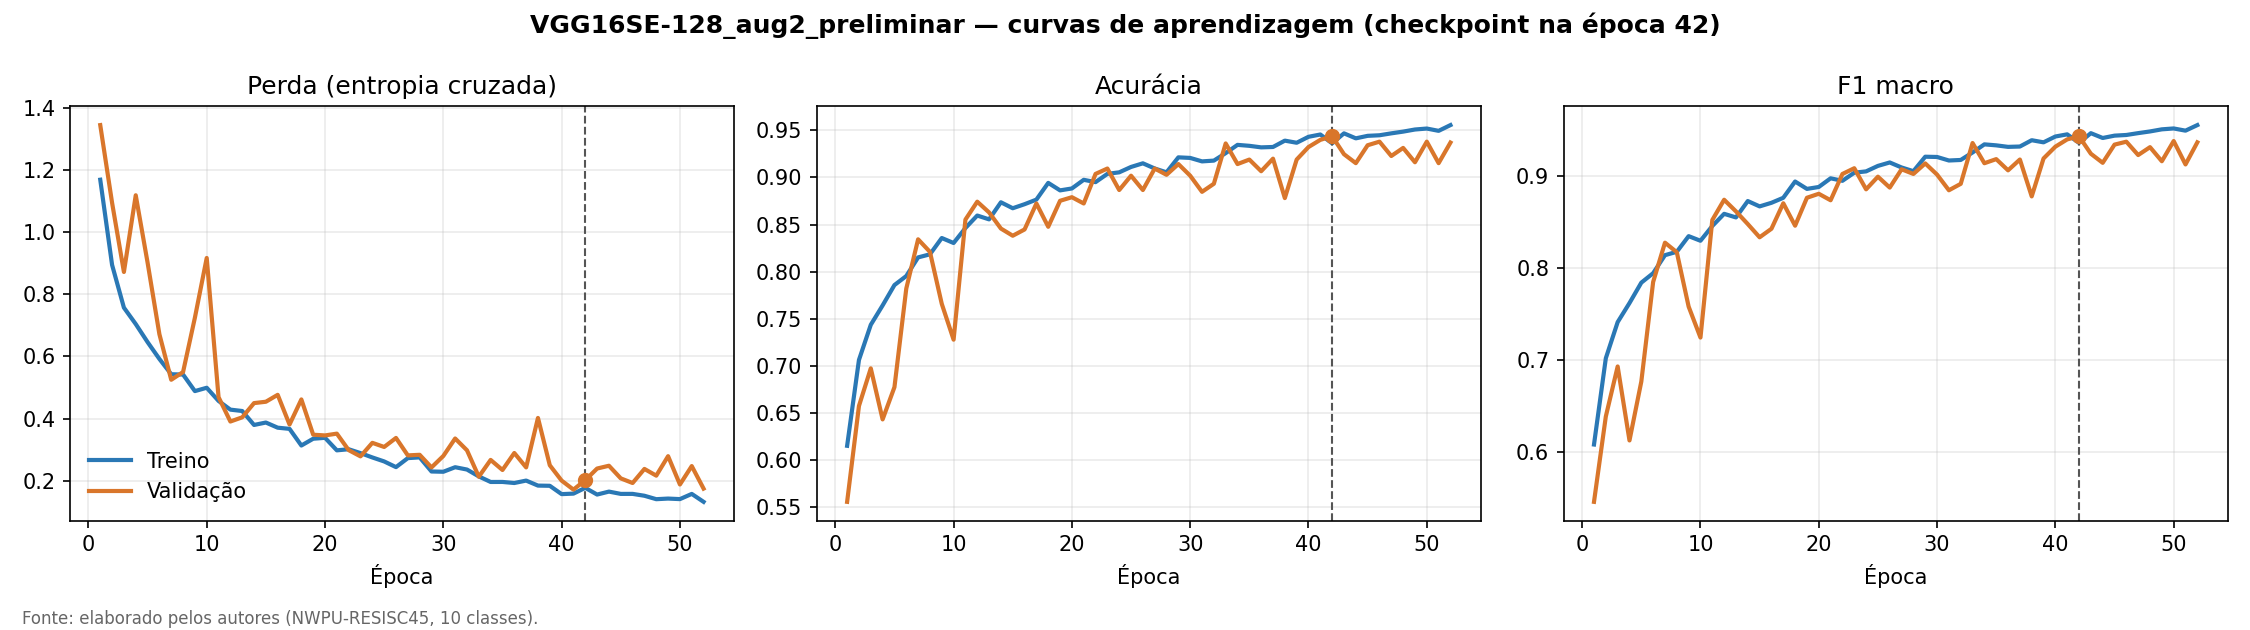 VGG16SE-128_aug2_preliminar — curvas de aprendizagem (checkpoint na época 42)
Perda (entropia cruzada)
1.4
1.2
1.0
0.8
0.6
0.4
0.2
Treino
Validação
0 10 20 30 40 50
Época
Acurácia
0.95
0.90
0.85
0.80
0.75
0.70
0.65
0.60
0.55
0 10 20 30 40 50
Época
F1 macro
0.9
0.8
0.7
0.6
0 10 20 30 40 50
Época
Fonte: elaborado pelos autores (NWPU-RESISC45, 10 classes).